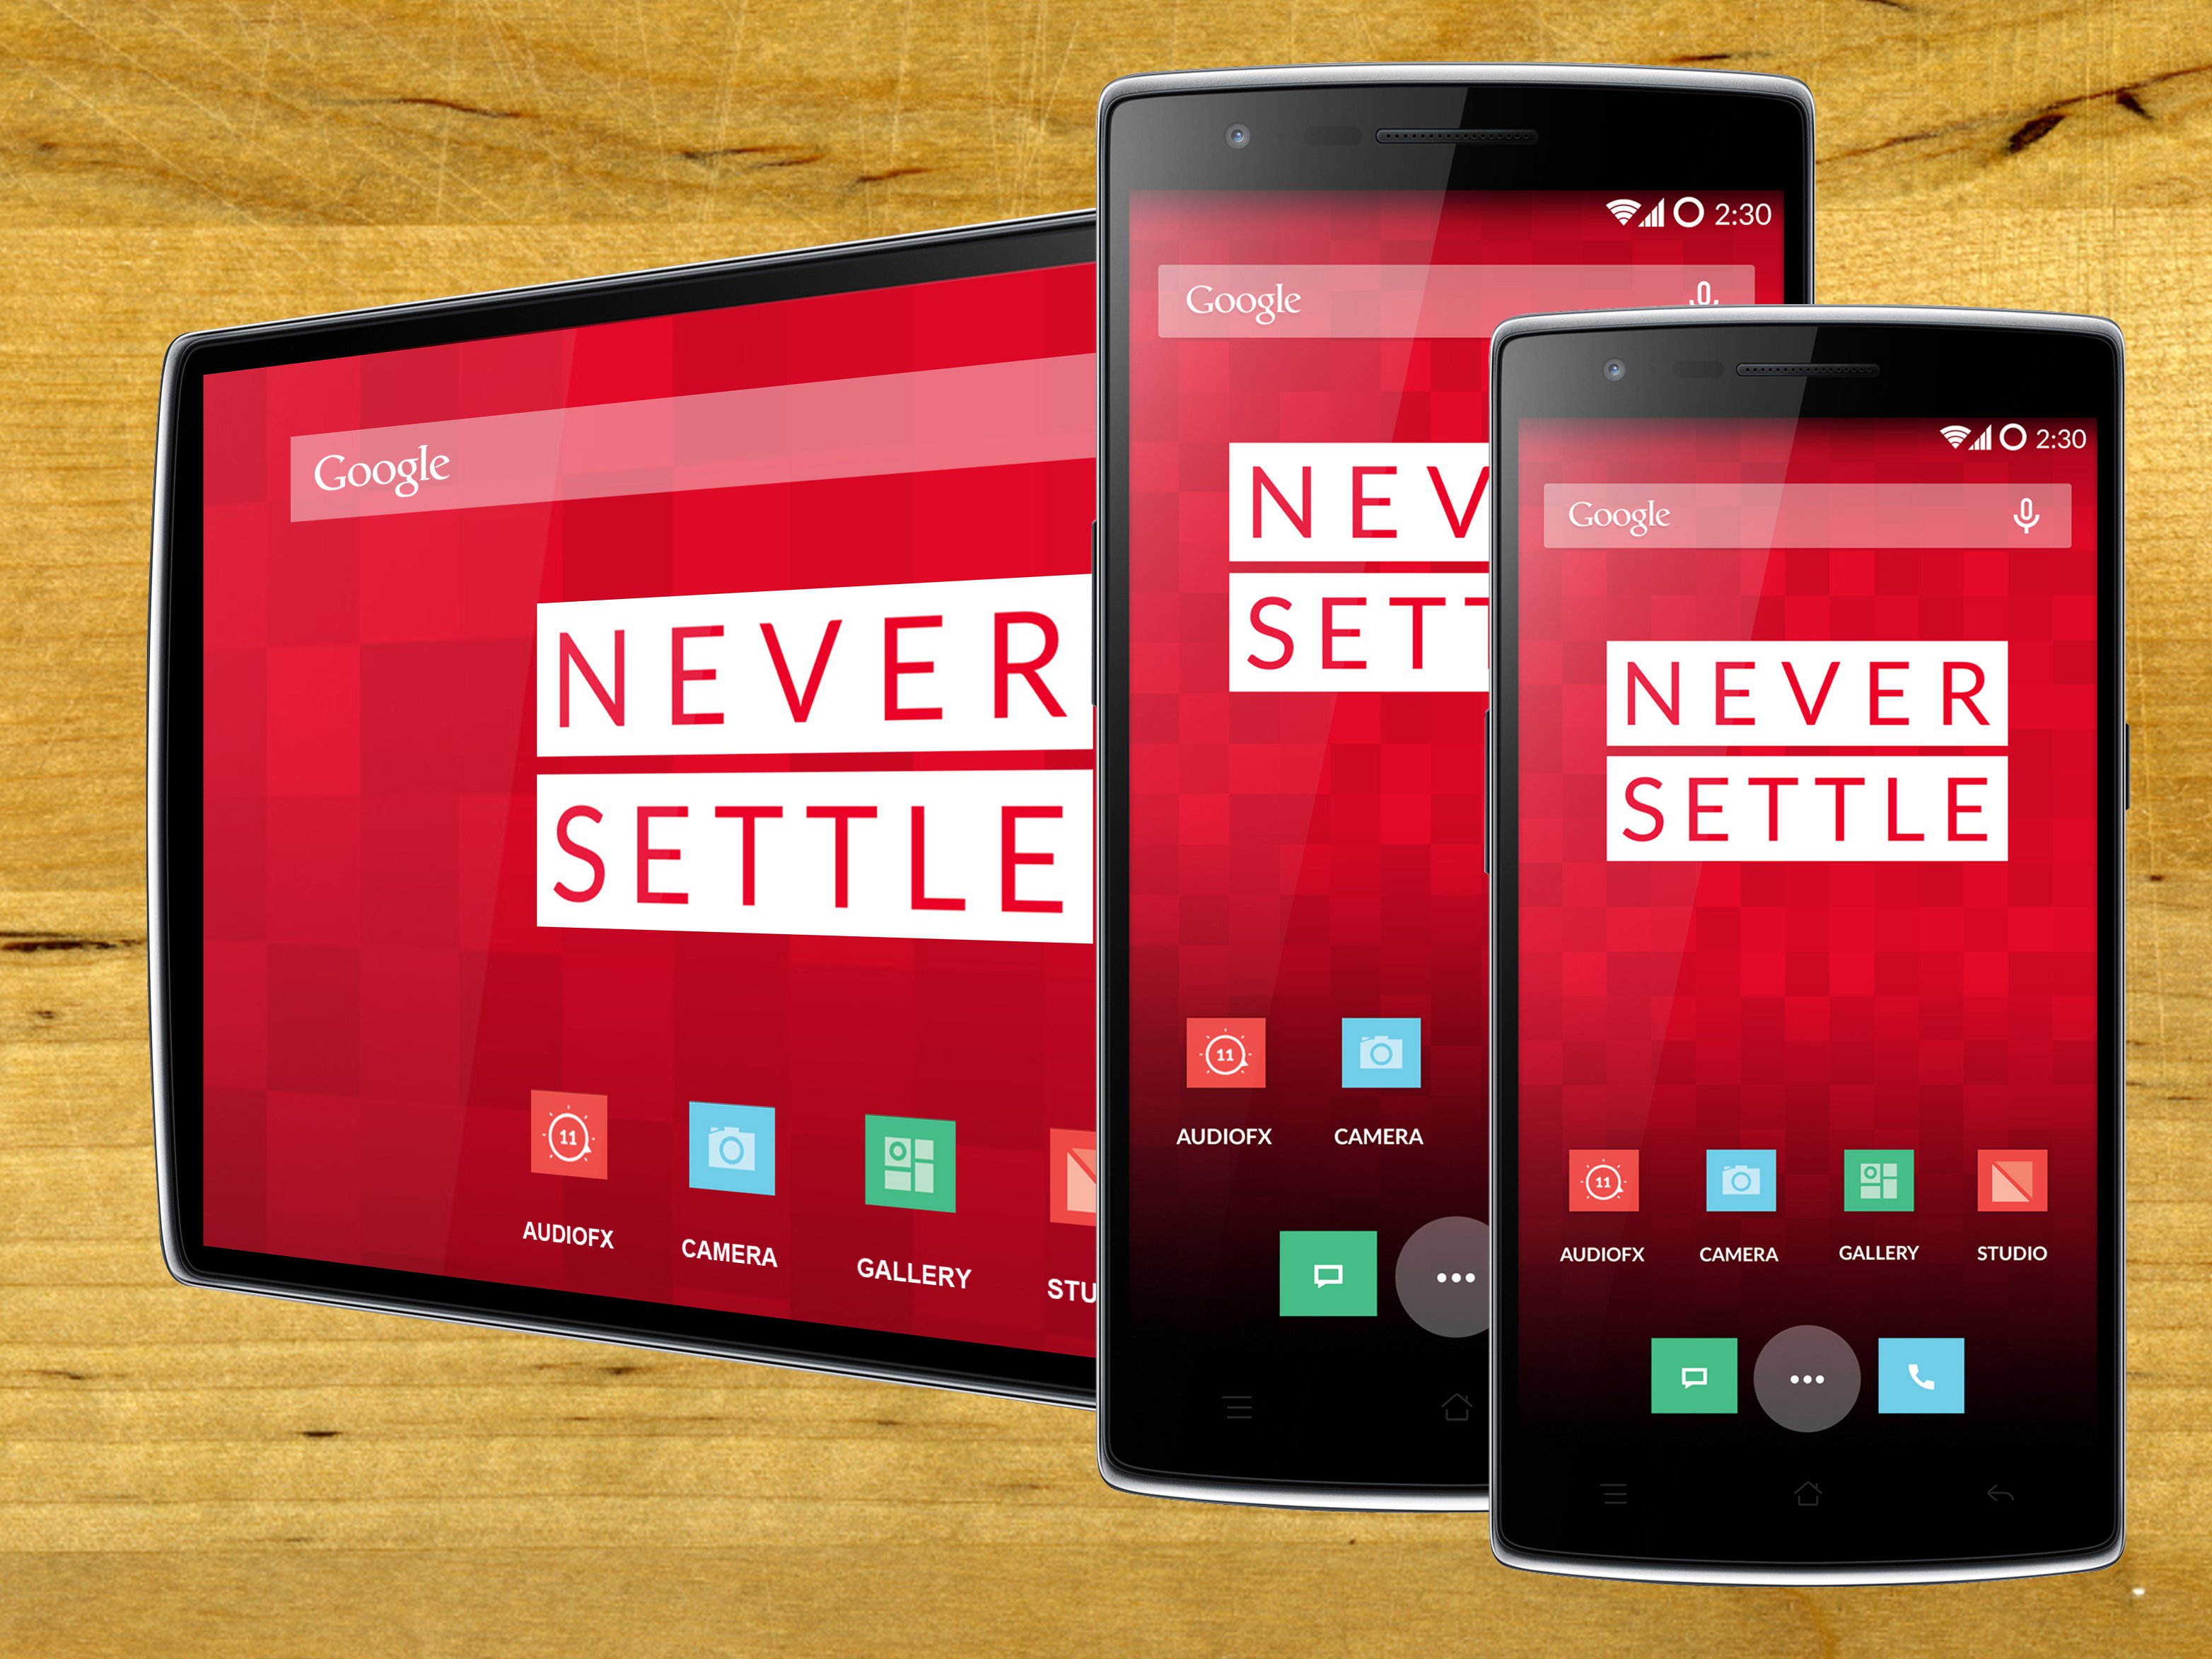 Google
NEVER
SETTLE
11
AUDIOFX
CAMERA
GALLERY
STU
2:30
Google
NEV
SETT
11
AUDIOFX
CAMERA
2:30
Google
NEVER
SETTLE
11
AUDIOFX
CAMERA
GALLERY
STUDIO